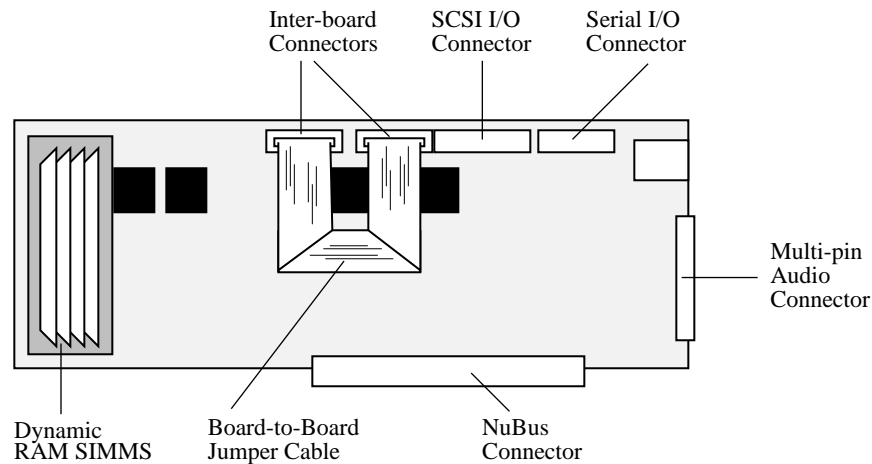 Inter-board
Connectors
SCSI I/O
Connector
Serial I/O
Connector
Multi-pin
Audio
Connector
Dynamic
RAM SIMMS
Board-to-Board
Jumper Cable
NuBus
Connector